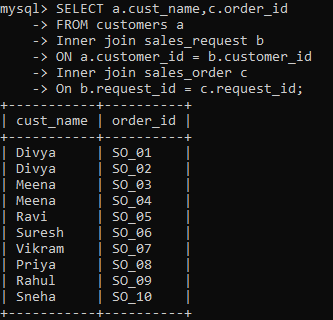 mysql> SELECT a.cust_name,c.order_id
    -> FROM customers a
    -> Inner join sales_request b
    -> ON a.customer_id = b.customer_id
    -> Inner join sales_order c
    -> On b.request_id = c.request_id;
+-----------+----------+
| cust_name | order_id |
+-----------+----------+
| Divya     | SO_01    |
| Divya     | SO_02    |
| Meena     | SO_03    |
| Meena     | SO_04    |
| Ravi      | SO_05    |
| Suresh    | SO_06    |
| Vikram    | SO_07    |
| Priya     | SO_08    |
| Rahul     | SO_09    |
| Sneha     | SO_10    |
+-----------+----------+